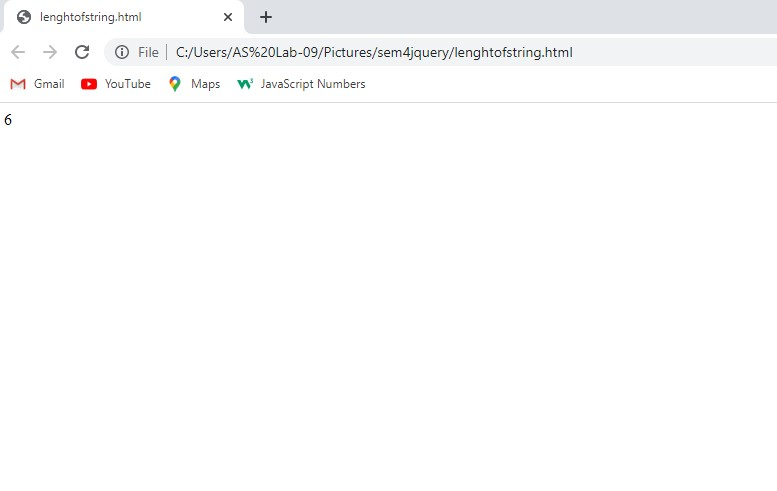 lenghtofstring.html
File | C:/Users/AS%20Lab-09/Pictures/sem4jquery/lenghtofstring.html
Gmail YouTube Maps JavaScript Numbers
6